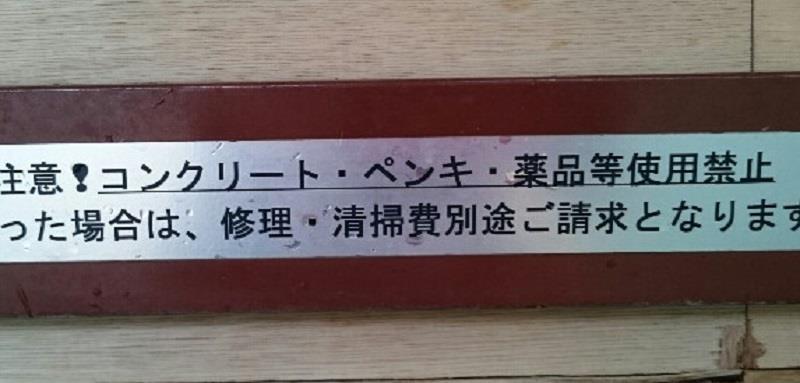 注意❢コンクリート・ペンキ・薬品等使用禁止
った場合は、修理・清掃費別途ご請求となります